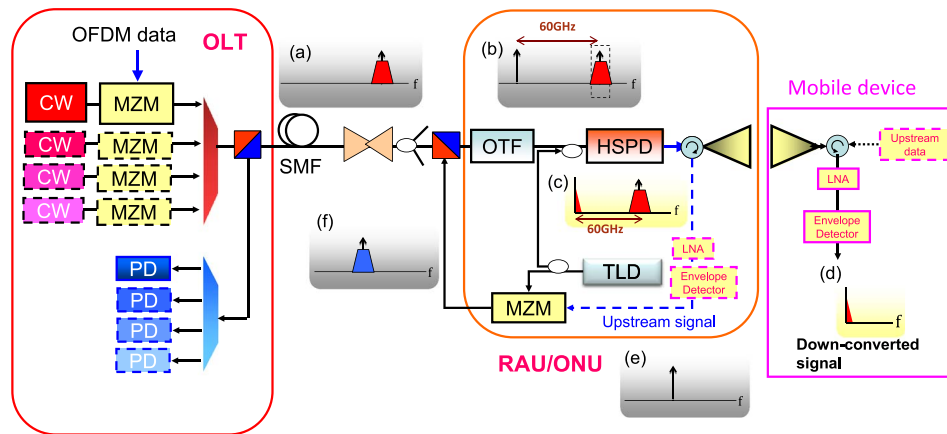 OFDM data
OLT
CW
MZM
CW
MZM
CW
MZM
CW
MZM
PD
PD
PD
PD
(a)
f
SMF
(f)
f
(b)
60GHz
f
OTF
HSPD
(c)
f
60GHz
LNA
Envelope
Detector
TLD
MZM
Upstream signal
RAU/ONU
(e)
f
Mobile device
Upstream
data
LNA
Envelope
Detector
(d)
f
Down-converted
signal